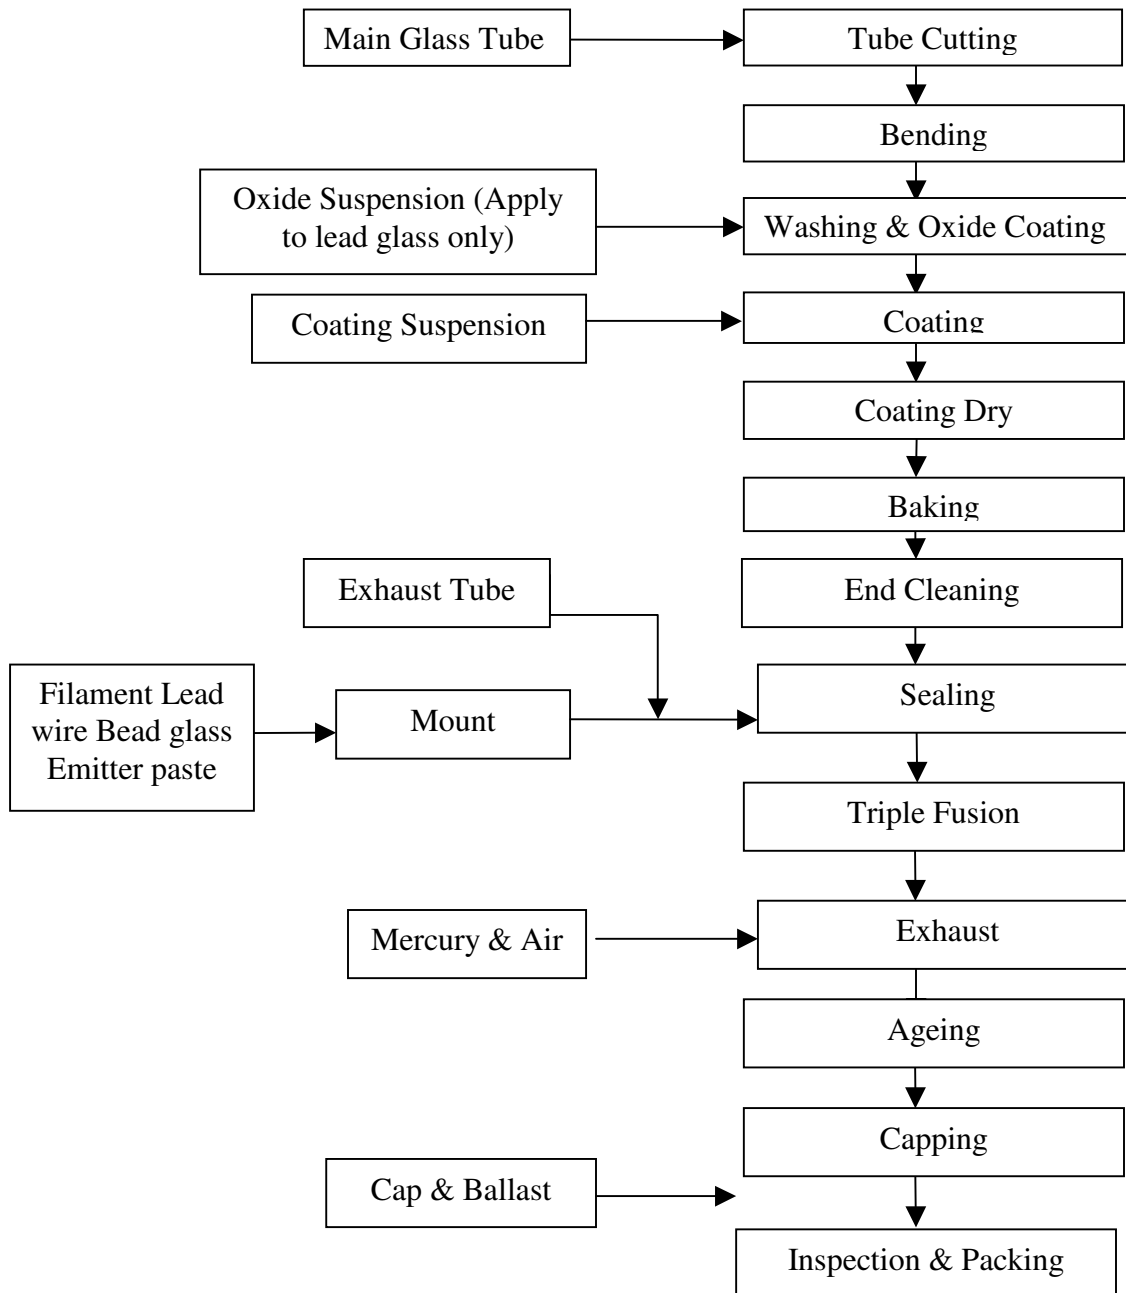 Main Glass Tube
Tube Cutting
Bending
Oxide Suspension (Apply
to lead glass only)
Washing & Oxide Coating
Coating Suspension
Coating
Coating Dry
Baking
Exhaust Tube
End Cleaning
Filament Lead
wire Bead glass
Emitter paste
Mount
Sealing
Triple Fusion
Mercury & Air
Exhaust
Ageing
Capping
Cap & Ballast
Inspection & Packing